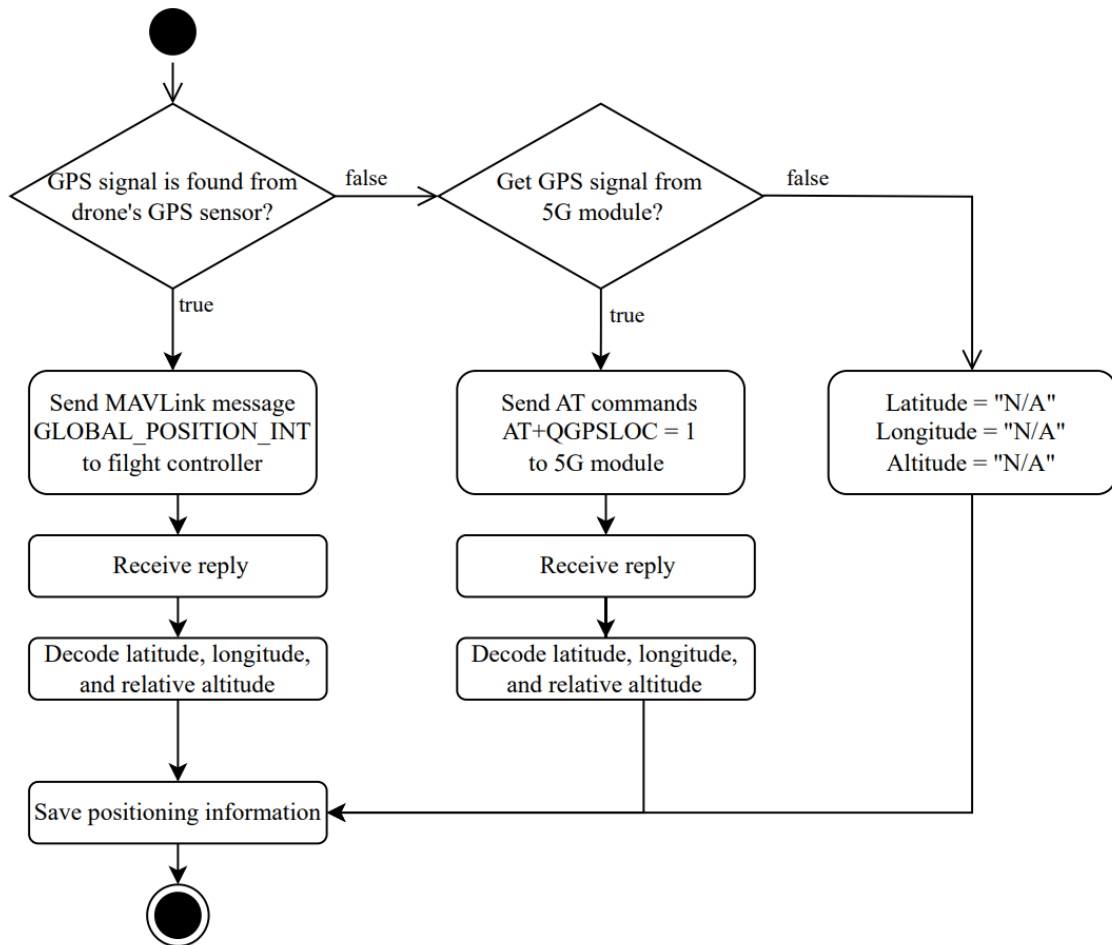 GPS signal is found from
drone's GPS sensor?
false
Get GPS signal from
5G module?
false
true
true
Send MAVLink message
GLOBAL_POSITION_INT
to filght controller
Send AT commands
AT+QGPSLOC = 1
to 5G module
Latitude = "N/A"
Longitude = "N/A"
Altitude = "N/A"
Receive reply
Receive reply
Decode latitude, longitude,
and relative altitude
Decode latitude, longitude,
and relative altitude
Save positioning information